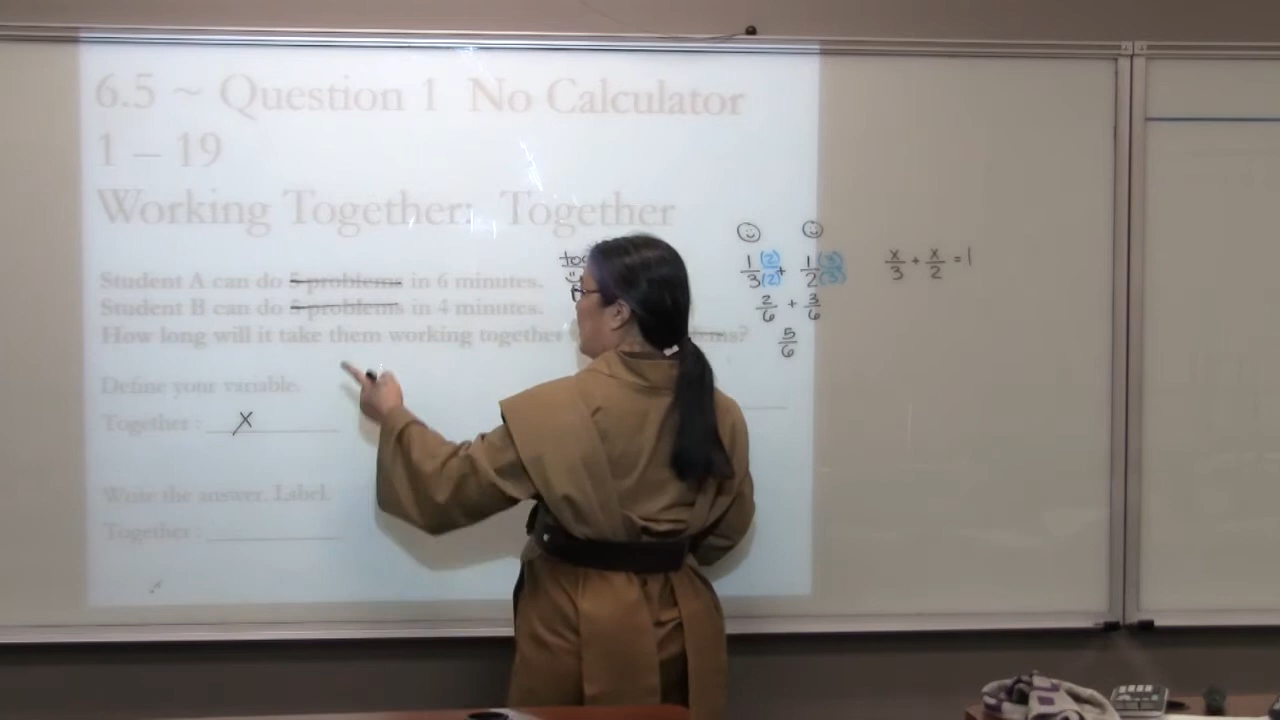 6.5 ~ Question 1 No Calculator
1 – 19
Working Together: Together
Student A can do 5 problems in 6 minutes.
Student B can do 5 problems in 4 minutes.
How long will it take them working together
Define your variable.
Together : x
Write the answer. Label.
Together :
1/3 (2)/(2) + 1/2 (3)/(3)
2/6 + 3/6
5/6
x/3 + x/2 = 1